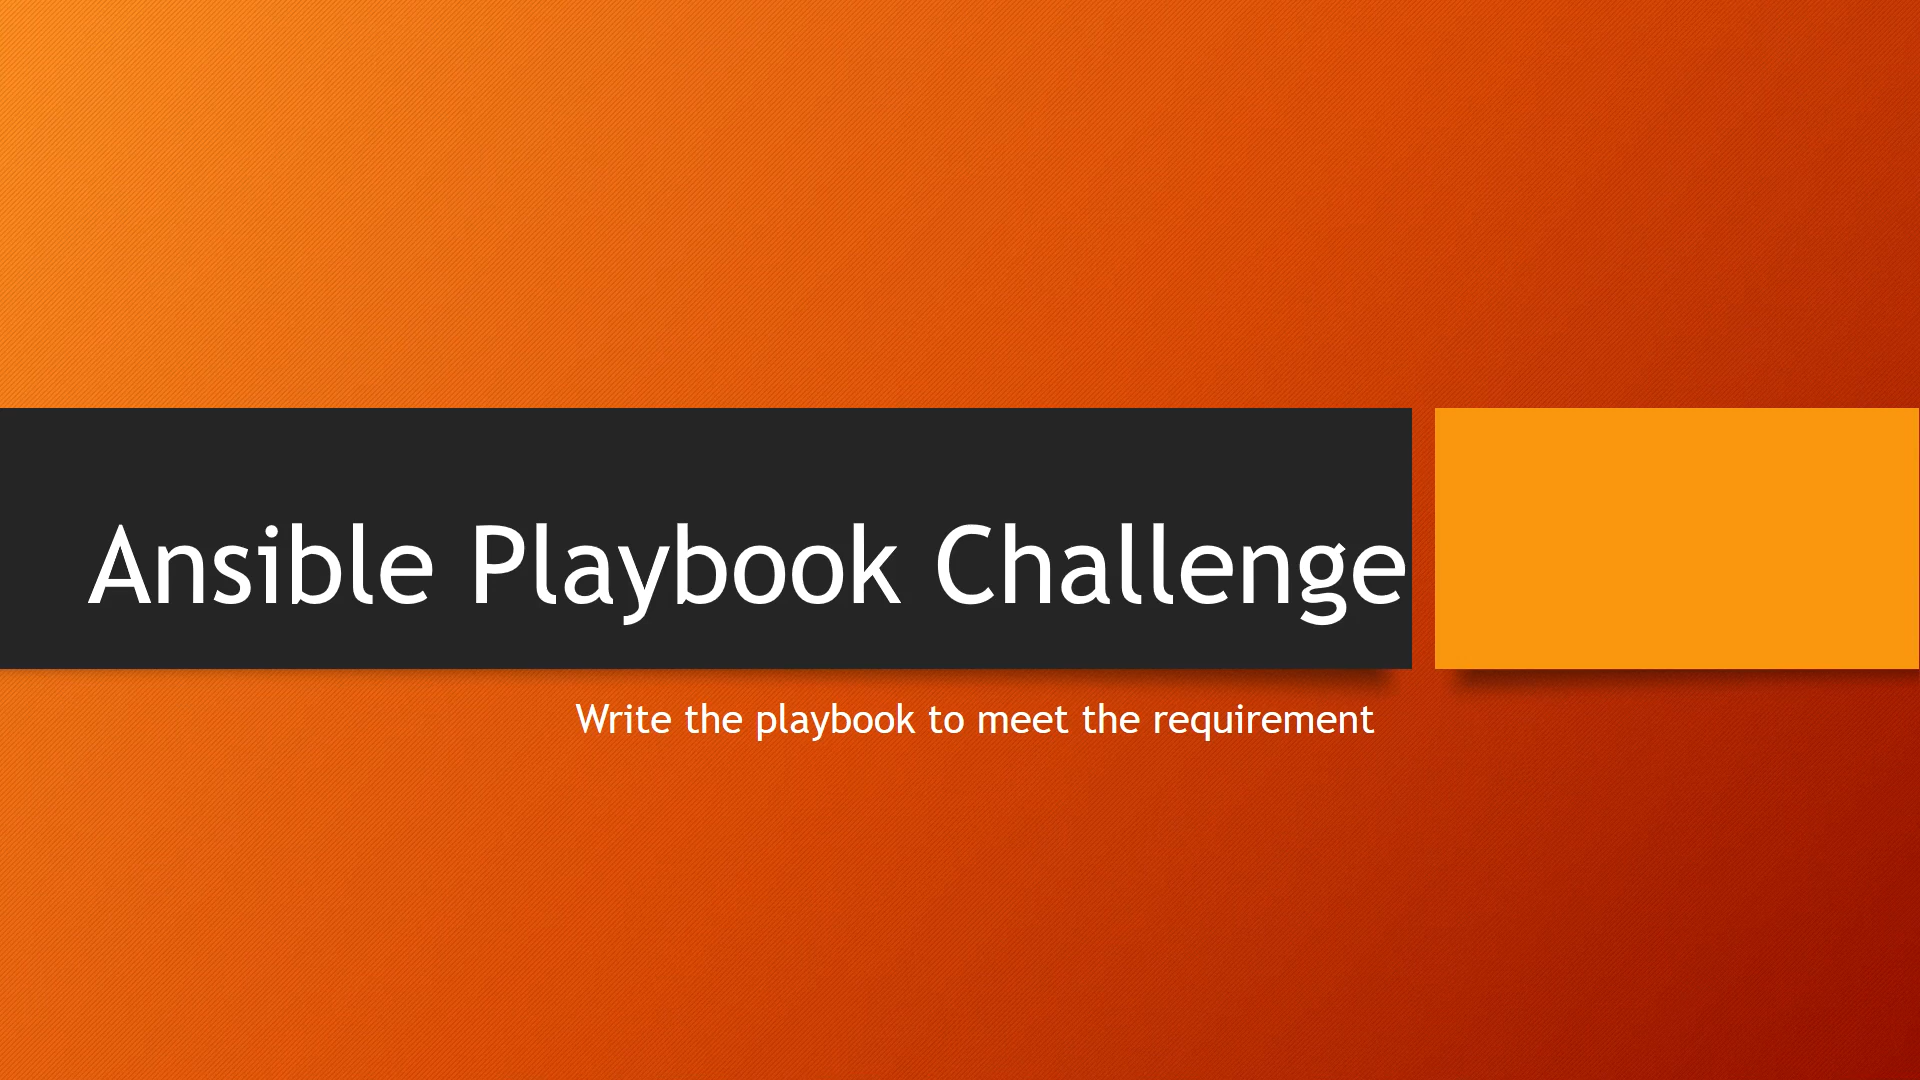 Ansible Playbook Challenge
Write the playbook to meet the requirement